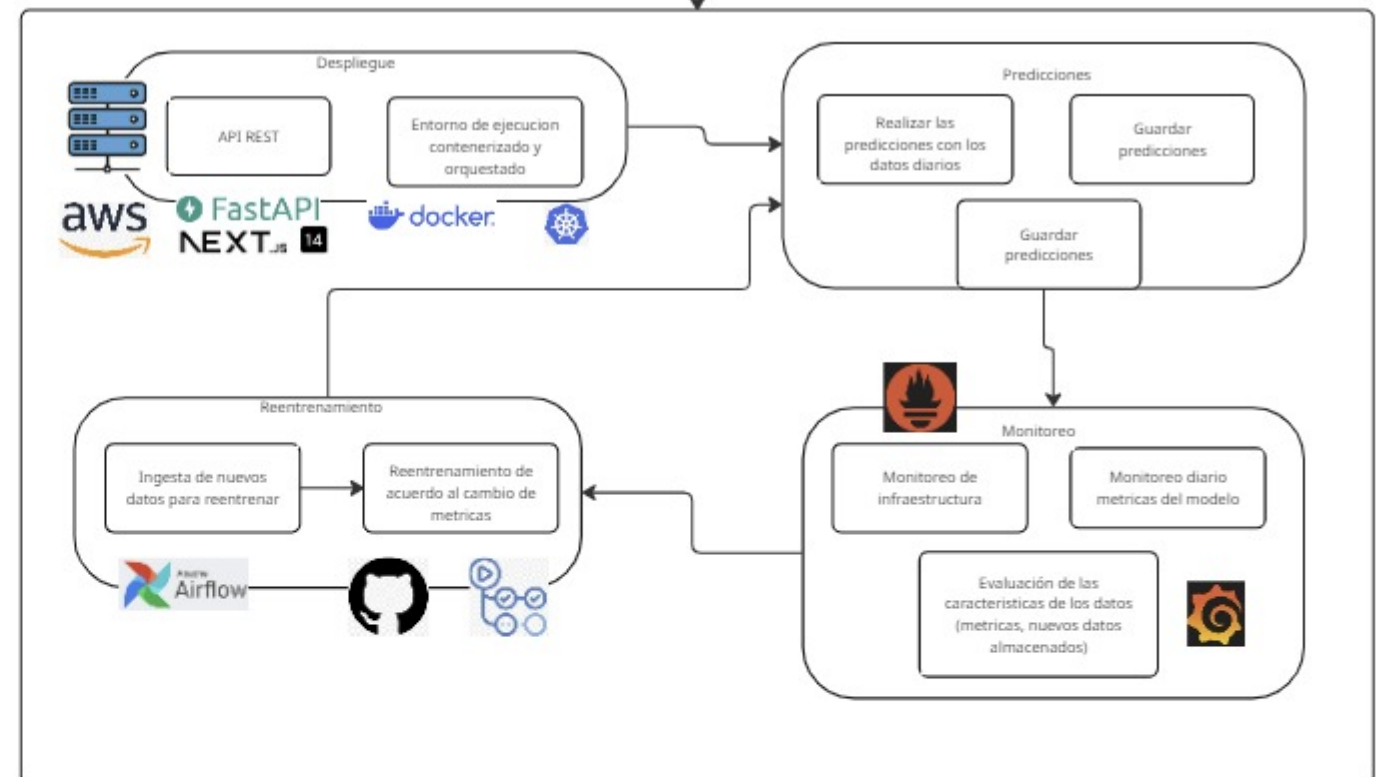 Despliegue
API REST
Entorno de ejecucion
contenerizado y
orquestado
aws
FastAPI
NEXT.JS 14
docker.
Predicciones
Realizar las
predicciones con los
datos diarios
Guardar
predicciones
Guardar
predicciones
Reentrenamiento
Ingesta de nuevos
datos para reentrenar
Reentrenamiento de
acuerdo al cambio de
metricas
Apache
Airflow
Monitoreo
Monitoreo de
infraestructura
Monitoreo diario
metricas del modelo
Evaluación de las
caracteristicas de los datos
(metricas, nuevos datos
almacenados)